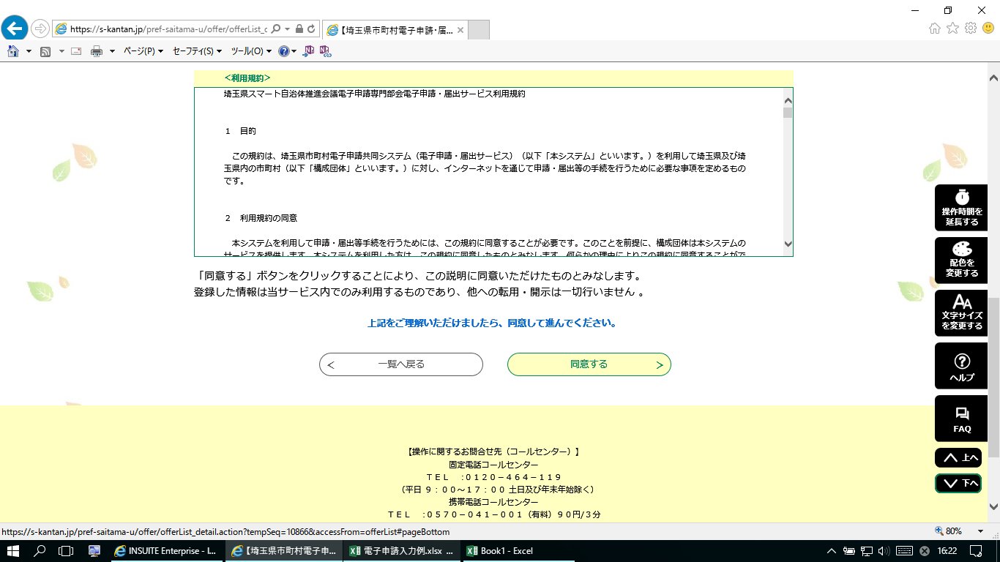 https://s-kantan.jp/pref-saitama-u/offer/offerList_c
【埼玉県市町村電子申請・届...
ページ(P)
セーフティ(S)
ツール(O)
<利用規約>
埼玉県スマート自治体推進会議電子申請専門部会電子申請・届出サービス利用規約
1 目的
この規約は、埼玉県市町村電子申請共同システム（電子申請・届出サービス）（以下「本システム」といいます。）を利用して埼玉県及び埼
玉県内の市町村（以下「構成団体」といいます。）に対し、インターネットを通じて申請・届出等の手続を行うために必要な事項を定めるもの
です。
2 利用規約の同意
本システムを利用して申請・届出等手続を行うためには、この規約に同意することが必要です。このことを前提に、構成団体は本システムの
サービスを提供します。本システムを利用した方は、この規約に同意したものとみなします。何らかの理由によりこの規約に同意することがで
「同意する」ボタンをクリックすることにより、この説明に同意いただけたものとみなします。
登録した情報は当サービス内でのみ利用するものであり、他への転用・開示は一切行いません 。
上記をご理解いただけましたら、同意して進んでください。
< 一覧へ戻る
同意する >
操作時間を
延長する
配色を
変更する
文字サイズ
を変更する
ヘルプ
FAQ
上へ
下へ
【操作に関するお問合せ先（コールセンター）】
固定電話コールセンター
ＴＥＬ ：０１２０－４６４－１１９
（平日 ９：００～１７：００ 土日及び年末年始除く）
携帯電話コールセンター
ＴＥＬ ：０５７０－０４１－００１（有料）９０円/３分
https://s-kantan.jp/pref-saitama-u/offer/offerList_detail.action?tempSeq=10866&accessFrom=offerList#pageBottom
80%
INSUITE Enterprise - I...
【埼玉県市町村電子申...
電子申請入力例.xlsx ...
Book1 - Excel
16:22